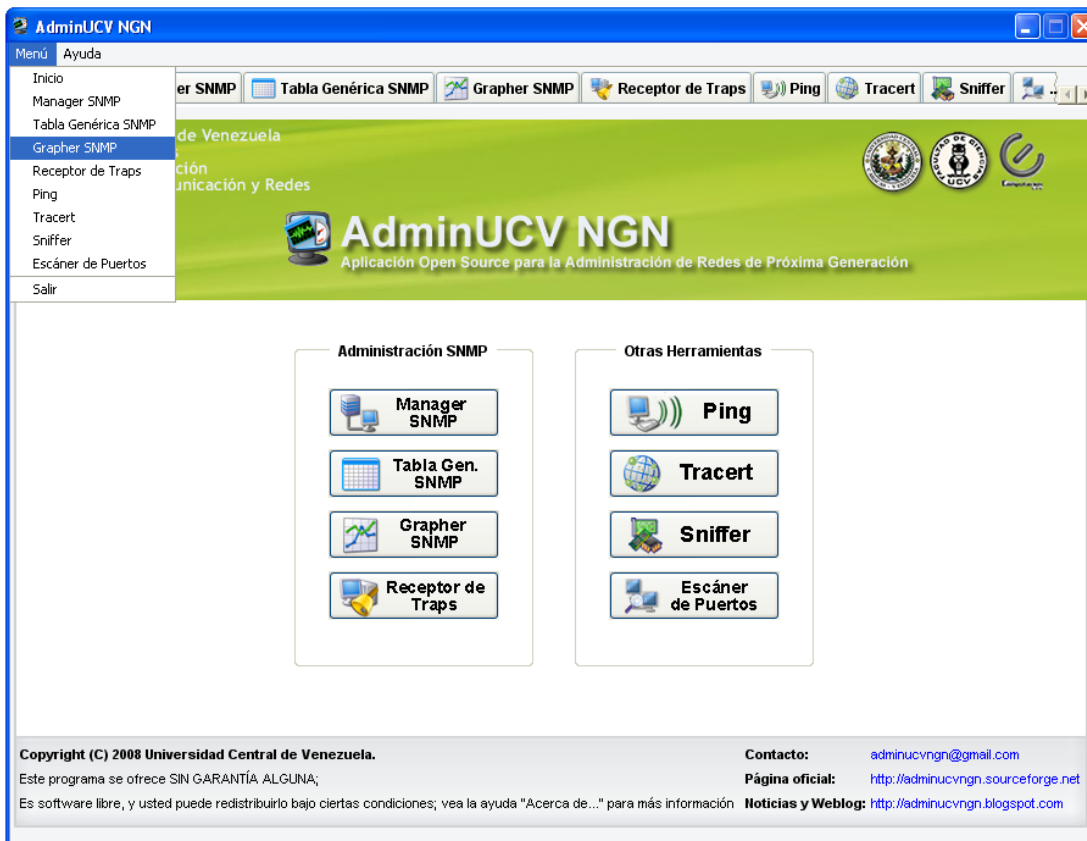 AdminUCV NGN
Menú Ayuda
Inicio
Manager SNMP
Tabla Genérica SNMP
Grapher SNMP
Receptor de Traps
Ping
Tracert
Sniffer
Escáner de Puertos
Salir
er SNMP Tabla Genérica SNMP Grapher SNMP Receptor de Traps Ping Tracert Sniffer ..
de Venezuela
ción
unicación y Redes
UCV
AdminUCV NGN
Aplicación Open Source para la Administración de Redes de Próxima Generación
Administración SNMP
Manager
SNMP
Tabla Gen.
SNMP
Grapher
SNMP
Receptor de
Traps
Otras Herramientas
Ping
Tracert
Sniffer
Escáner
de Puertos
Copyright (C) 2008 Universidad Central de Venezuela.
Este programa se ofrece SIN GARANTÍA ALGUNA;
Es software libre, y usted puede redistribuirlo bajo ciertas condiciones; vea la ayuda "Acerca de..." para más información
Contacto: adminucvngn@gmail.com
Página oficial: http://adminucvngn.sourceforge.net
Noticias y Weblog: http://adminucvngn.blogspot.com